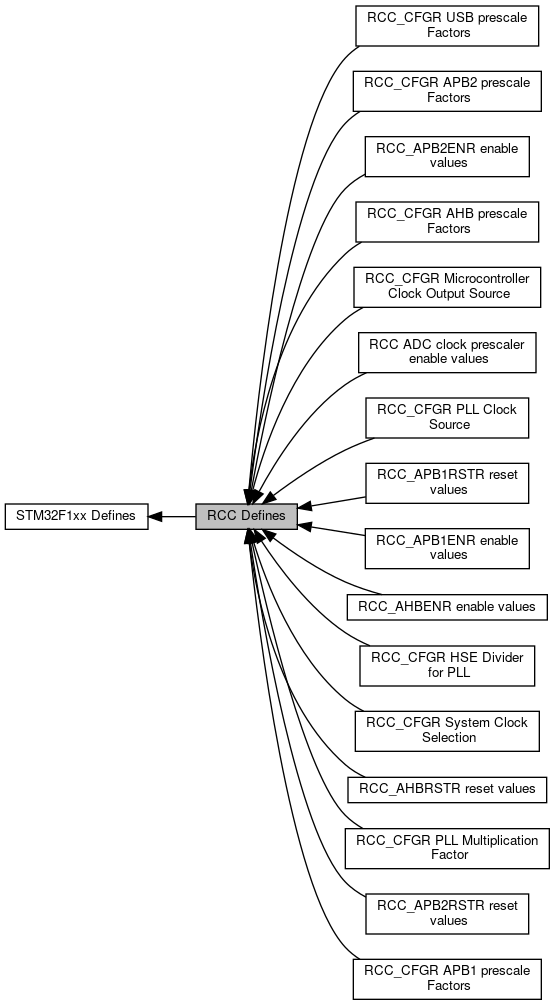 RCC_CFGR USB prescale
Factors
RCC_CFGR APB2 prescale
Factors
RCC_APB2ENR enable
values
RCC_CFGR AHB prescale
Factors
RCC_CFGR Microcontroller
Clock Output Source
RCC ADC clock prescaler
enable values
RCC_CFGR PLL Clock
Source
RCC_APB1RSTR reset
values
STM32F1xx Defines
RCC Defines
RCC_APB1ENR enable
values
RCC_AHBENR enable values
RCC_CFGR HSE Divider
for PLL
RCC_CFGR System Clock
Selection
RCC_AHBRSTR reset values
RCC_CFGR PLL Multiplication
Factor
RCC_APB2RSTR reset
values
RCC_CFGR APB1 prescale
Factors